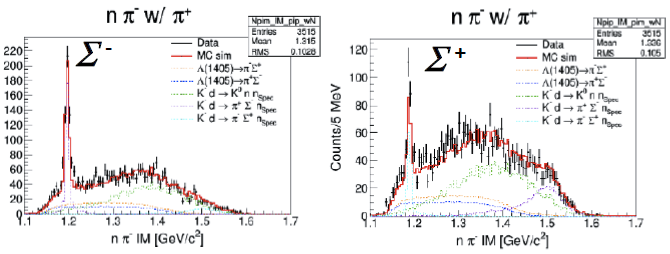 n π⁻ w/ π⁺
Npip_IM_pip_wN
Entries 3515
Mean 1.315
RMS 0.1028
Σ⁻
Data
MC sim
Λ(1405)→π⁻Σ⁺
Λ(1405)→π⁺Σ⁻
K⁻ d → K⁰ n n_Spec
K⁻ d → π⁺ Σ⁻ n_Spec
K⁻ d → π⁻ Σ⁺ n_Spec
220
200
180
160
140
120
100
80
60
40
20
0
1.1 1.2 1.3 1.4 1.5 1.6 1.7
n π⁻ IM [GeV/c²]
n π⁻ w/ π⁺
Npip_IM_pim_wN
Entries 3515
Mean 1.336
RMS 0.105
Σ⁺
Data
MC sim
Λ(1405)→π⁻Σ⁺
Λ(1405)→π⁺Σ⁻
K⁻ d → K⁰ n n_Spec
K⁻ d → π⁺ Σ⁻ n_Spec
K⁻ d → π⁻ Σ⁺ n_Spec
Counts/5 MeV
120
100
80
60
40
20
0
1.1 1.2 1.3 1.4 1.5 1.6 1.7
n π⁻ IM [GeV/c²]